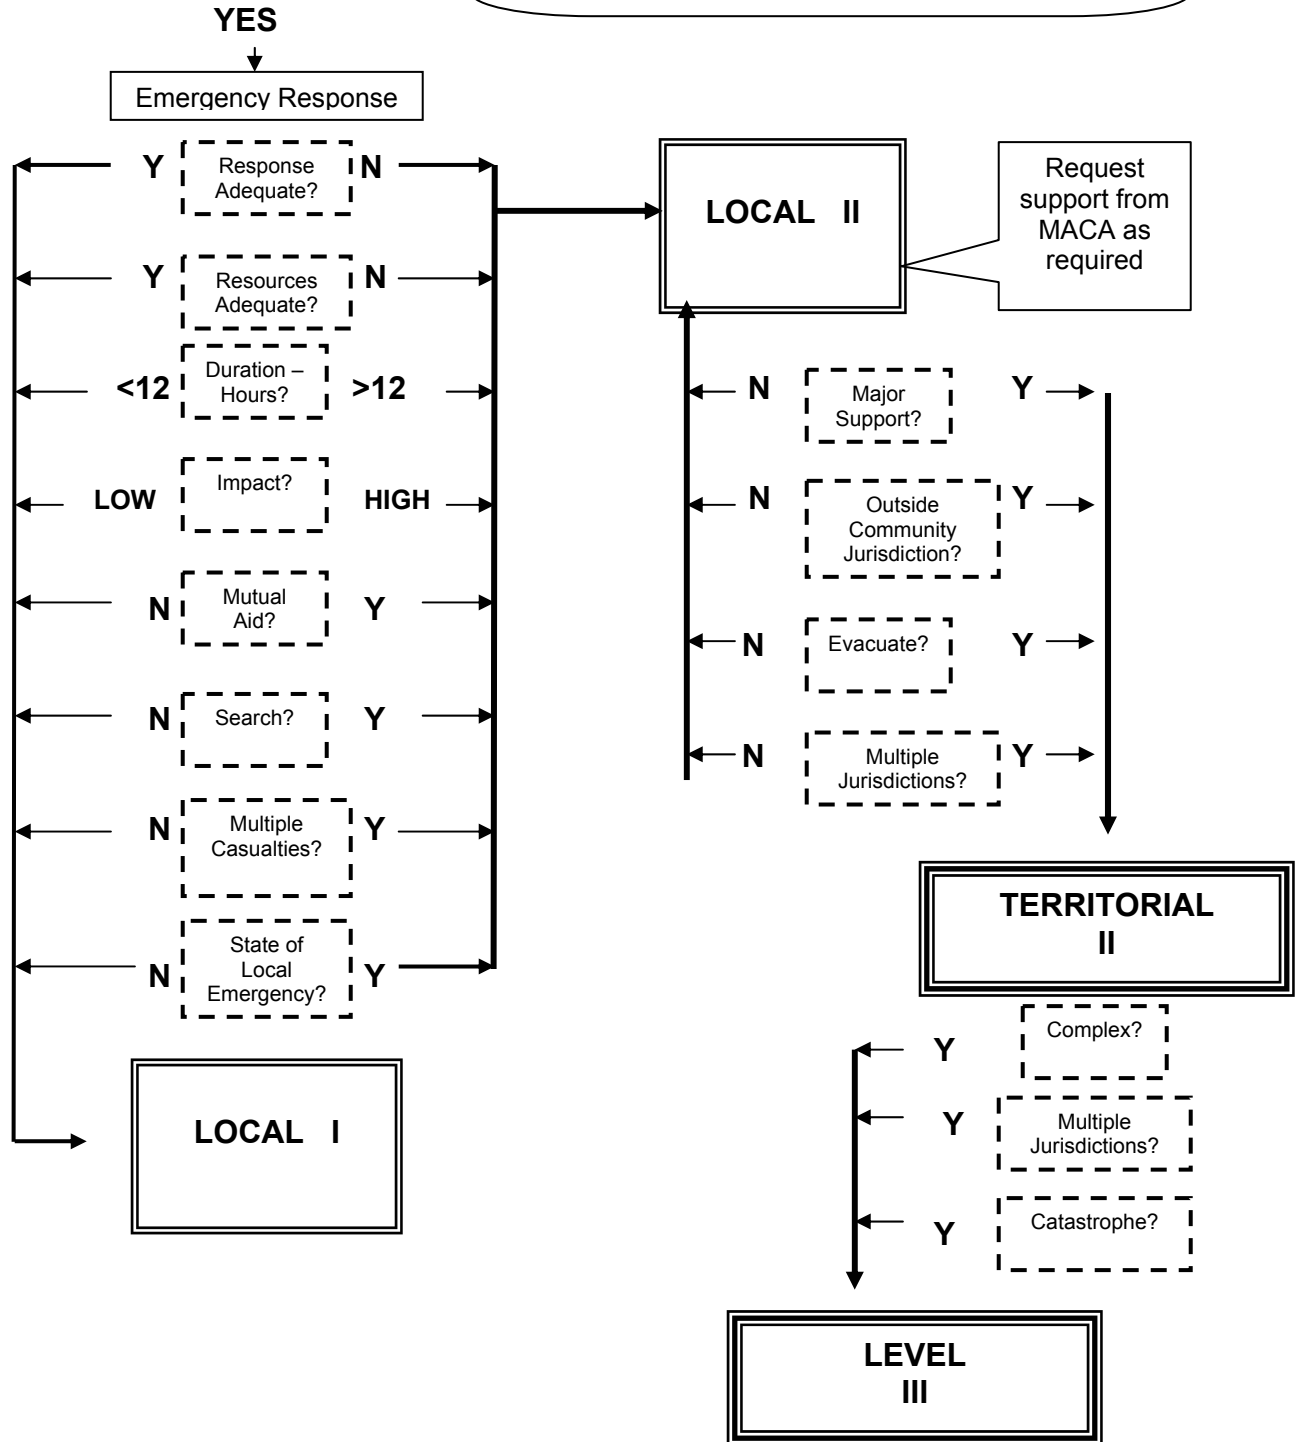 YES
Emergency Response
Y
Response
Adequate?
N
Y
Resources
Adequate?
N
<12
Duration –
Hours?
>12
LOW
Impact?
HIGH
N
Mutual
Aid?
Y
N
Search?
Y
N
Multiple
Casualties?
Y
N
State of
Local
Emergency?
Y
LOCAL I
LOCAL II
Request
support from
MACA as
required
N
Major
Support?
Y
N
Outside
Community
Jurisdiction?
Y
N
Evacuate?
Y
N
Multiple
Jurisdictions?
Y
TERRITORIAL
II
Y
Complex?
Y
Multiple
Jurisdictions?
Y
Catastrophe?
LEVEL
III